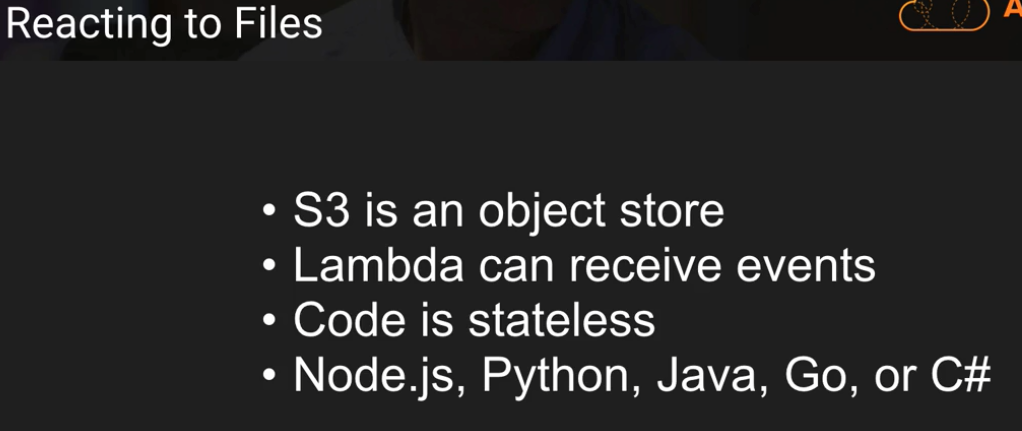 Reacting to Files
A
• S3 is an object store
• Lambda can receive events
• Code is stateless
• Node.js, Python, Java, Go, or C#